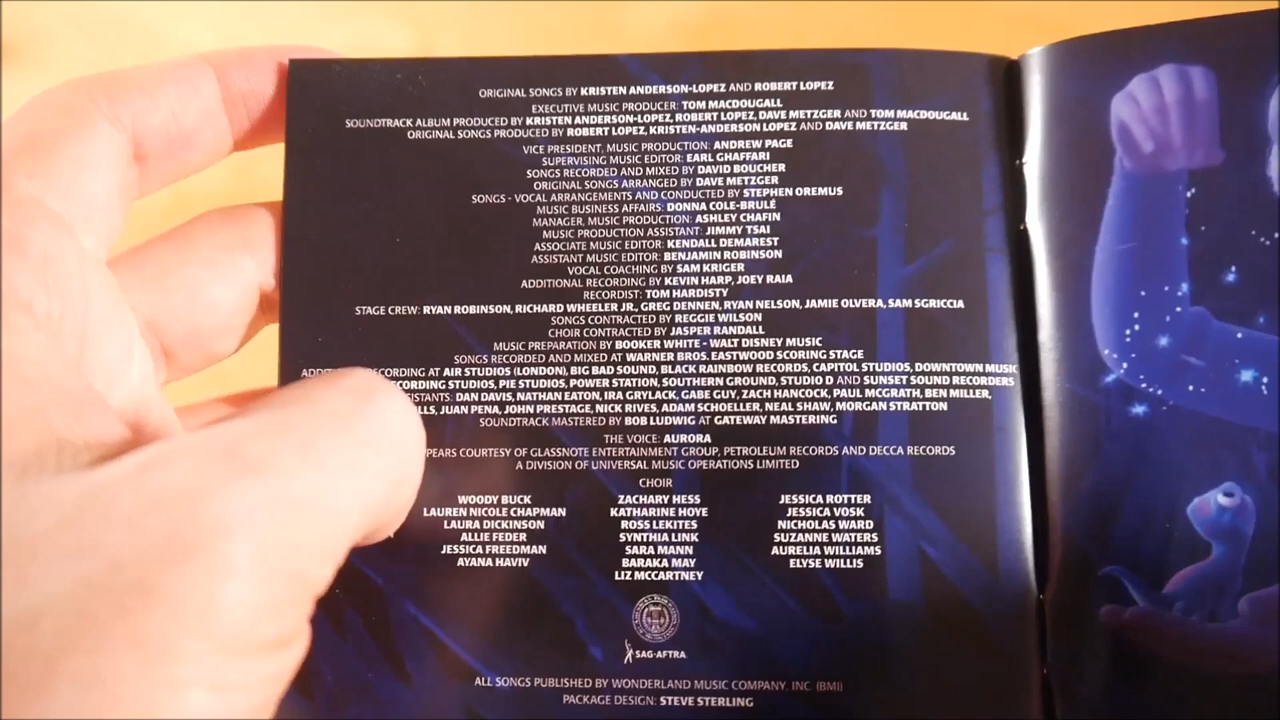 ORIGINAL SONGS BY KRISTEN ANDERSON-LOPEZ AND ROBERT LOPEZ
EXECUTIVE MUSIC PRODUCER: TOM MACDOUGALL
SOUNDTRACK ALBUM PRODUCED BY KRISTEN ANDERSON-LOPEZ, ROBERT LOPEZ, DAVE METZGER AND TOM MACDOUGALL
ORIGINAL SONGS PRODUCED BY ROBERT LOPEZ, KRISTEN-ANDERSON LOPEZ AND DAVE METZGER
VICE PRESIDENT, MUSIC PRODUCTION: ANDREW PAGE
SUPERVISING MUSIC EDITOR: EARL GHAFFARI
SONGS RECORDED AND MIXED BY DAVID BOUCHER
ORIGINAL SONGS ARRANGED BY DAVE METZGER
SONGS - VOCAL ARRANGEMENTS AND CONDUCTED BY STEPHEN OREMUS
MUSIC BUSINESS AFFAIRS: DONNA COLE-BRULÉ
MANAGER, MUSIC PRODUCTION: ASHLEY CHAFIN
MUSIC PRODUCTION ASSISTANT: JIMMY TSAI
ASSOCIATE MUSIC EDITOR: KENDALL DEMAREST
ASSISTANT MUSIC EDITOR: BENJAMIN ROBINSON
VOCAL COACHING BY SAM KRIGER
ADDITIONAL RECORDING BY KEVIN HARP, JOEY RAIA
RECORDIST: TOM HARDISTY
STAGE CREW: RYAN ROBINSON, RICHARD WHEELER JR., GREG DENNEN, RYAN NELSON, JAMIE OLVERA, SAM SGRICCIA
SONGS CONTRACTED BY REGGIE WILSON
CHOIR CONTRACTED BY JASPER RANDALL
MUSIC PREPARATION BY BOOKER WHITE - WALT DISNEY MUSIC
SONGS RECORDED AND MIXED AT WARNER BROS. EASTWOOD SCORING STAGE
RECORDING AT AIR STUDIOS (LONDON), BIG BAD SOUND, BLACK RAINBOW RECORDS, CAPITOL STUDIOS, DOWNTOWN MUSIC
STUDIOS, PIE STUDIOS, POWER STATION, SOUTHERN GROUND, STUDIO D AND SUNSET SOUND RECORDERS
DAN DAVIS, NATHAN EATON, IRA GRYLACK, GABE GUY, ZACH HANCOCK, PAUL MCGRATH, BEN MILLER,
JUAN PENA, JOHN PRESTAGE, NICK RIVES, ADAM SCHOELLER, NEAL SHAW, MORGAN STRATTON
SOUNDTRACK MASTERED BY BOB LUDWIG AT GATEWAY MASTERING
THE VOICE: AURORA
COURTESY OF GLASSNOTE ENTERTAINMENT GROUP, PETROLEUM RECORDS AND DECCA RECORDS
A DIVISION OF UNIVERSAL MUSIC OPERATIONS LIMITED
CHOIR
WOODY BUCK
LAUREN NICOLE CHAPMAN
LAURA DICKINSON
ALLIE FEDER
JESSICA FREEDMAN
AYANA HAVIV
ZACHARY HESS
KATHARINE HOYE
ROSS LEKITES
SYNTHIA LINK
SARA MANN
BARAKA MAY
LIZ MCCARTNEY
JESSICA ROTTER
JESSICA VOSK
NICHOLAS WARD
SUZANNE WATERS
AURELIA WILLIAMS
ELYSE WILLIS
SAG-AFTRA
ALL SONGS PUBLISHED BY WONDERLAND MUSIC COMPANY, INC. (BMI)
PACKAGE DESIGN: STEVE STERLING